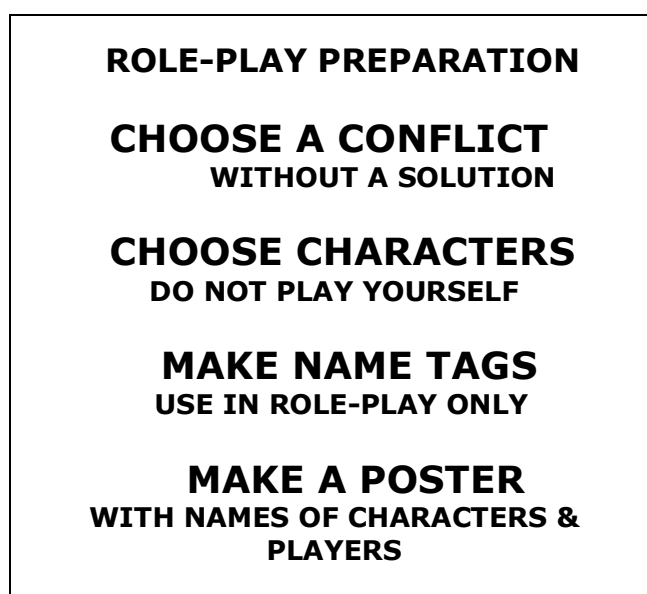 ROLE-PLAY PREPARATION
CHOOSE A CONFLICT
WITHOUT A SOLUTION
CHOOSE CHARACTERS
DO NOT PLAY YOURSELF
MAKE NAME TAGS
USE IN ROLE-PLAY ONLY
MAKE A POSTER
WITH NAMES OF CHARACTERS &
PLAYERS